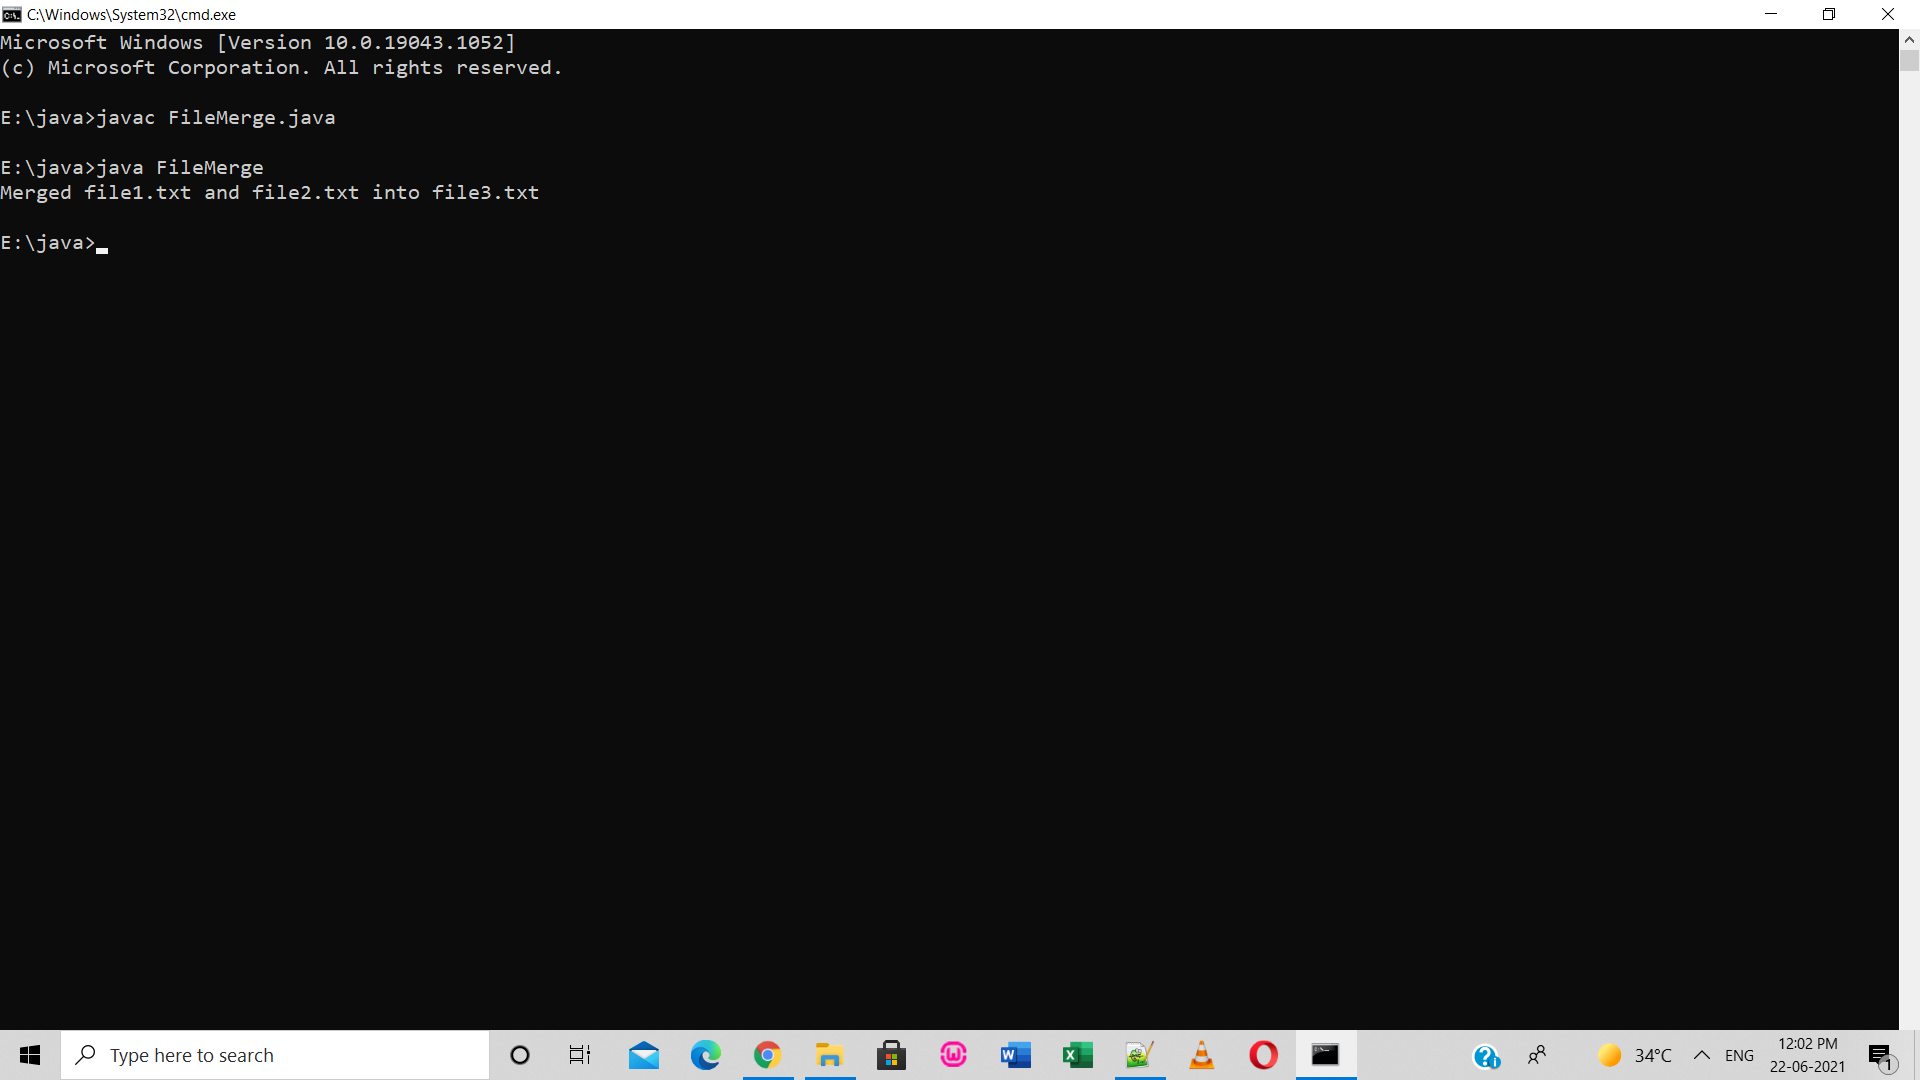 C:\Windows\System32\cmd.exe
Microsoft Windows [Version 10.0.19043.1052]
(c) Microsoft Corporation. All rights reserved.
E:\java>javac FileMerge.java
E:\java>java FileMerge
Merged file1.txt and file2.txt into file3.txt
E:\java>
Type here to search
34°C
ENG
12:02 PM
22-06-2021
1